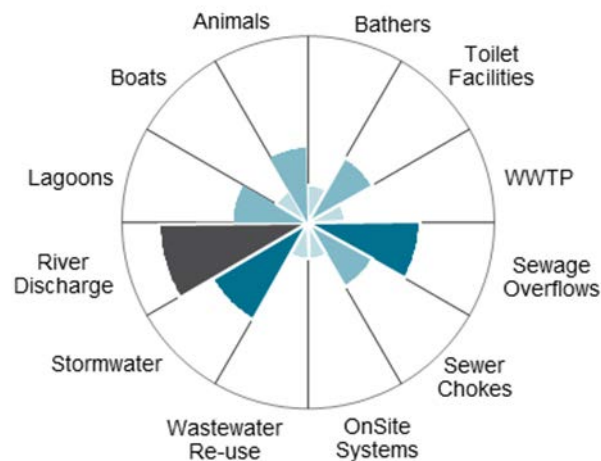 Animals
Bathers
Toilet
Facilities
WWTP
Sewage
Overflows
Sewer
Chokes
OnSite
Systems
Wastewater
Re-use
Stormwater
River
Discharge
Lagoons
Boats